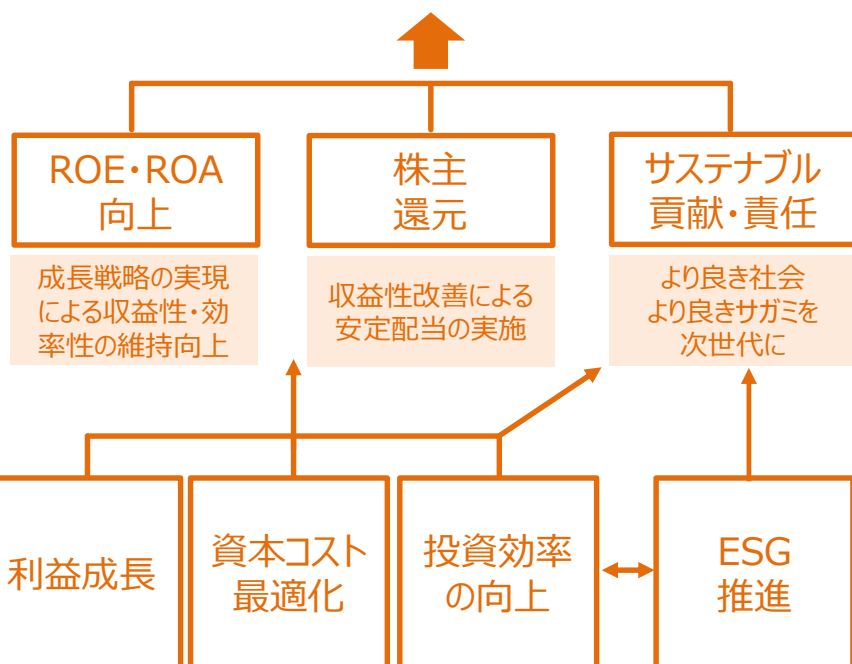 ROE・ROA
向上
株主
還元
サステナブル
貢献・責任
成長戦略の実現
による収益性・効
率性の維持向上
収益性改善による
安定配当の実施
より良き社会
より良きサガミを
次世代に
利益成長
資本コスト
最適化
投資効率
の向上
ESG
推進